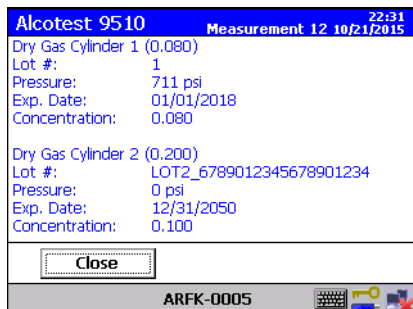 Alcotest 9510
22:31
Measurement 12 10/21/2015
Dry Gas Cylinder 1 (0.080)
Lot #: 1
Pressure: 711 psi
Exp. Date: 01/01/2018
Concentration: 0.080
Dry Gas Cylinder 2 (0.200)
Lot #: LOT2_6789012345678901234
Pressure: 0 psi
Exp. Date: 12/31/2050
Concentration: 0.100
Close
ARFK-0005